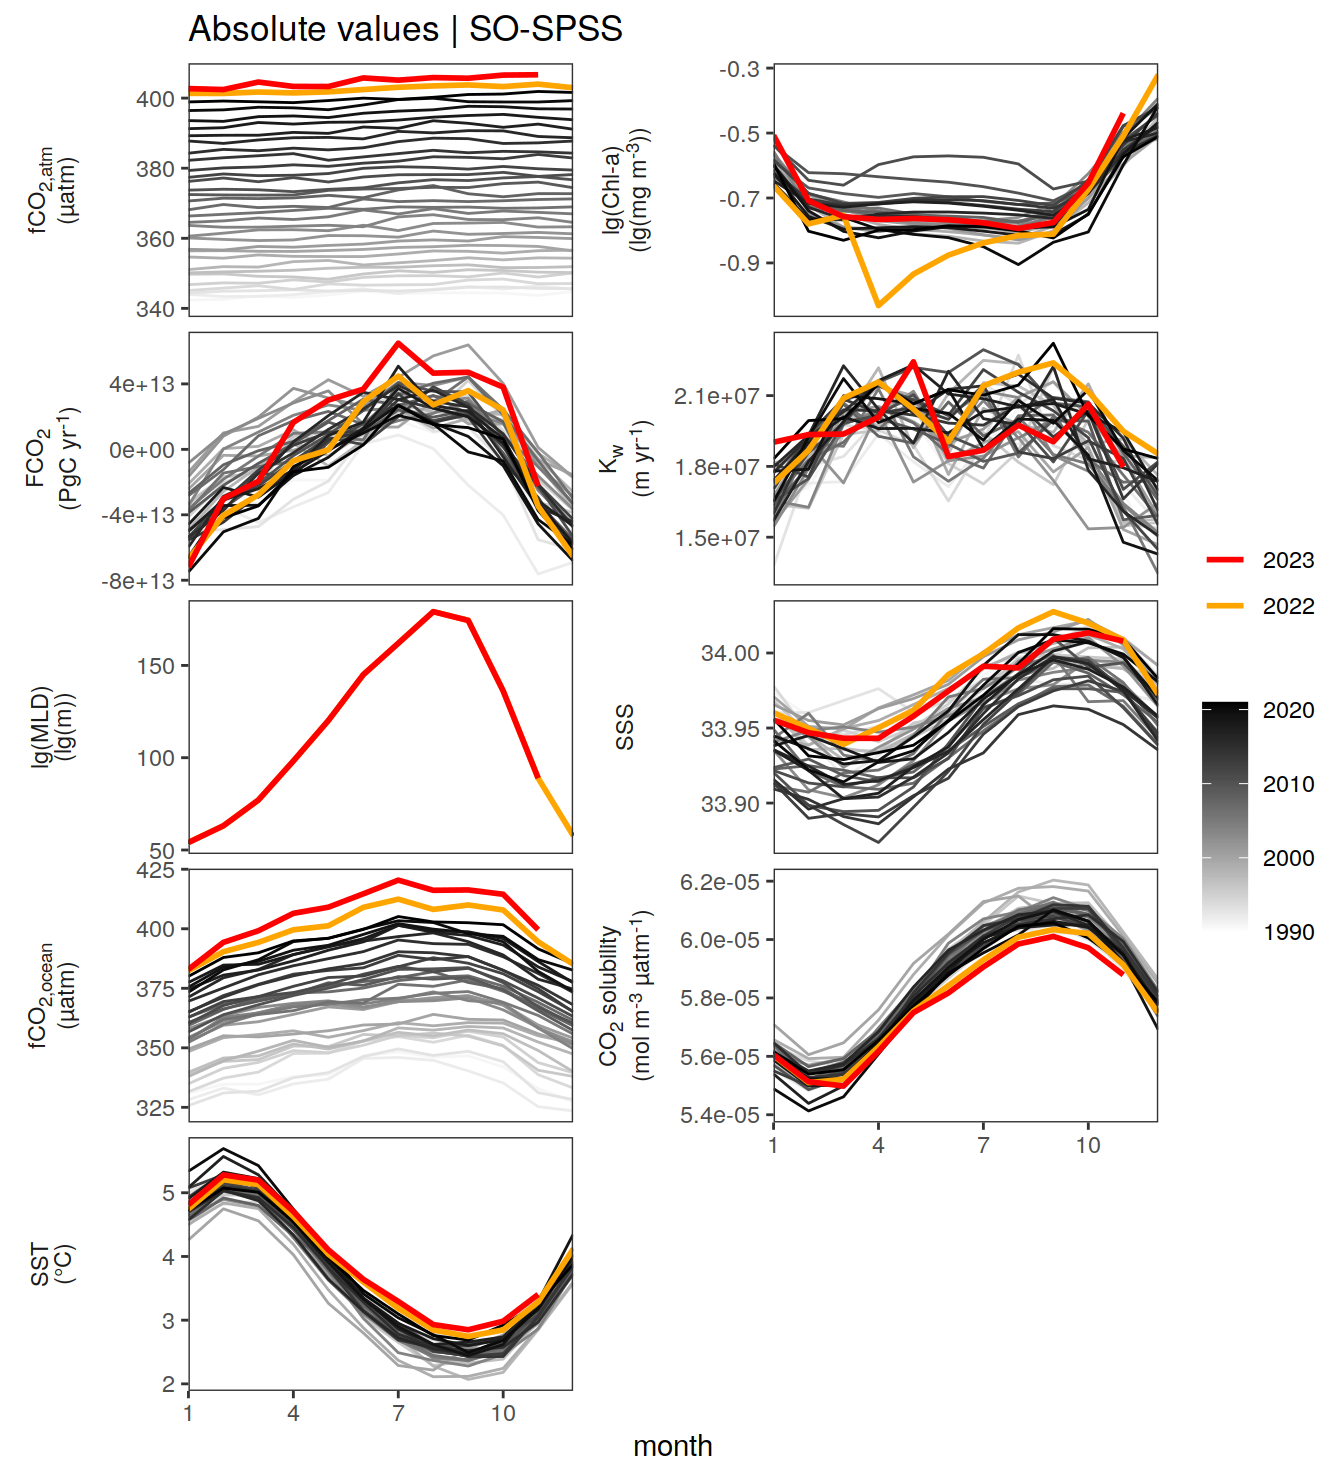 Absolute values | SO-SPSS
fCO2,atm
(µatm)
400
380
360
340
lg(Chl-a)
(lg(mg m-3))
-0.3
-0.5
-0.7
-0.9
FCO2
(PgC yr-1)
4e+13
0e+00
-4e+13
-8e+13
Kw
(m yr-1)
2.1e+07
1.8e+07
1.5e+07
lg(MLD)
(lg(m))
150
100
50
SSS
34.00
33.95
33.90
fCO2,ocean
(µatm)
425
400
375
350
325
CO2 solubility
(mol m-3 µatm-1)
6.2e-05
6.0e-05
5.8e-05
5.6e-05
5.4e-05
1 4 7 10
SST
(°C)
5
4
3
2
1 4 7 10
month
2023
2022
2020
2010
2000
1990